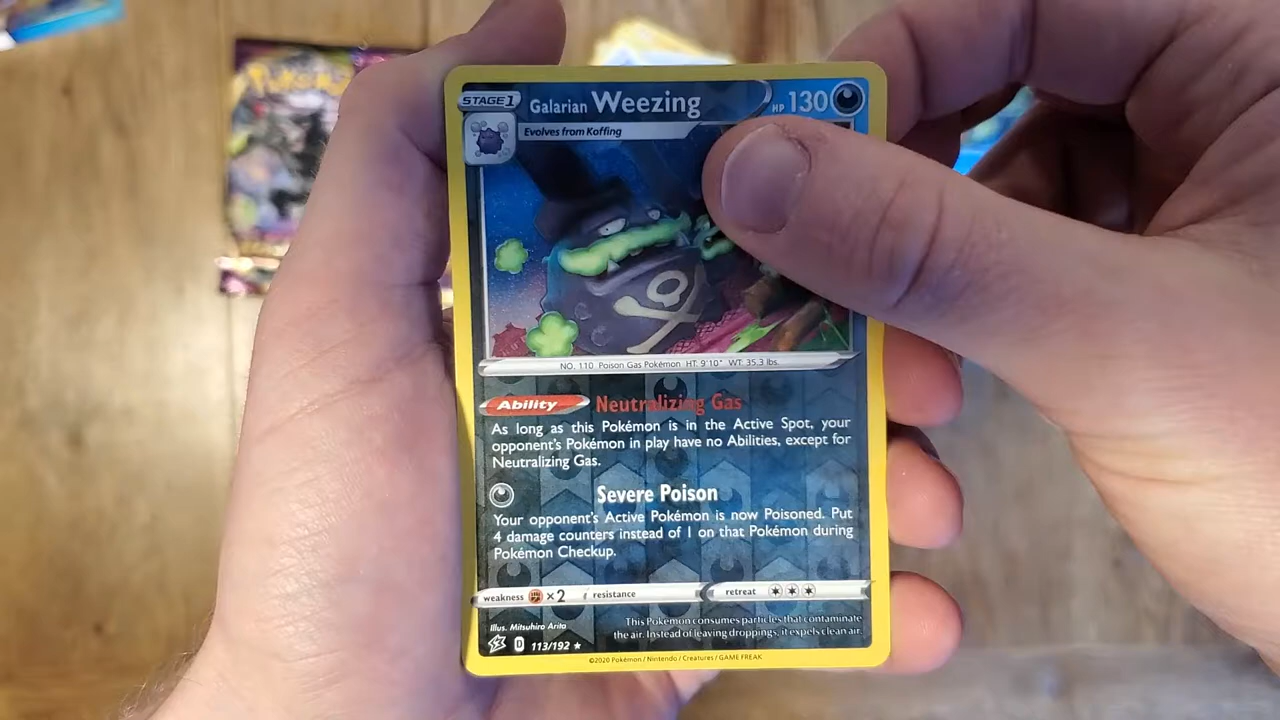 Pokémon
STAGE 1
Galarian Weezing
HP 130
Evolves from Koffing
NO. 110 Poison Gas Pokémon HT: 9'10" WT: 35.3 lbs.
Ability Neutralizing Gas
As long as this Pokémon is in the Active Spot, your
opponent's Pokémon in play have no Abilities, except for
Neutralizing Gas.
Severe Poison
Your opponent's Active Pokémon is now Poisoned. Put
4 damage counters instead of 1 on that Pokémon during
Pokémon Checkup.
weakness ×2 resistance retreat
Illus. Mitsuhiro Arita
This Pokémon consumes particles that contaminate
the air. Instead of leaving droppings, it expels clean air.
D 113/192 ★
©2020 Pokémon / Nintendo / Creatures / GAME FREAK